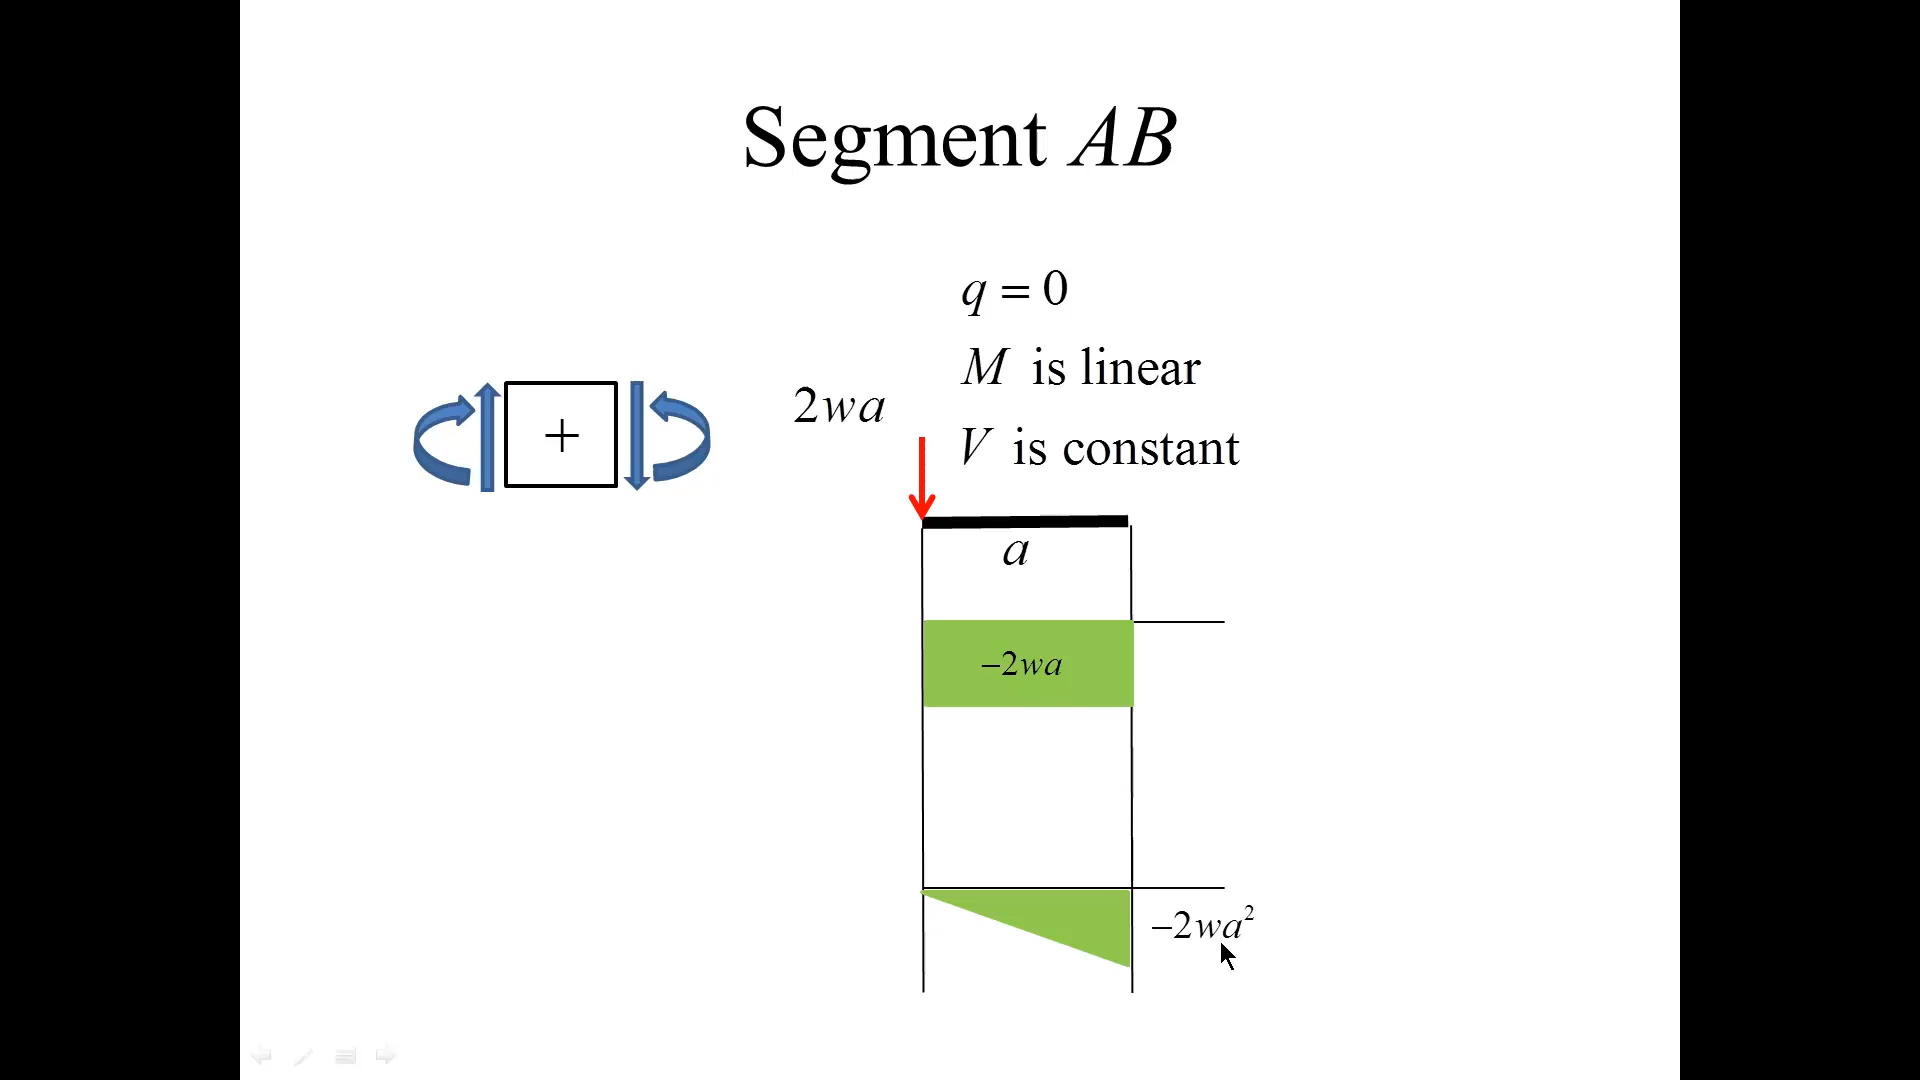 Segment AB
q = 0
M is linear
2wa
V is constant
+
a
−2wa
−2wa²